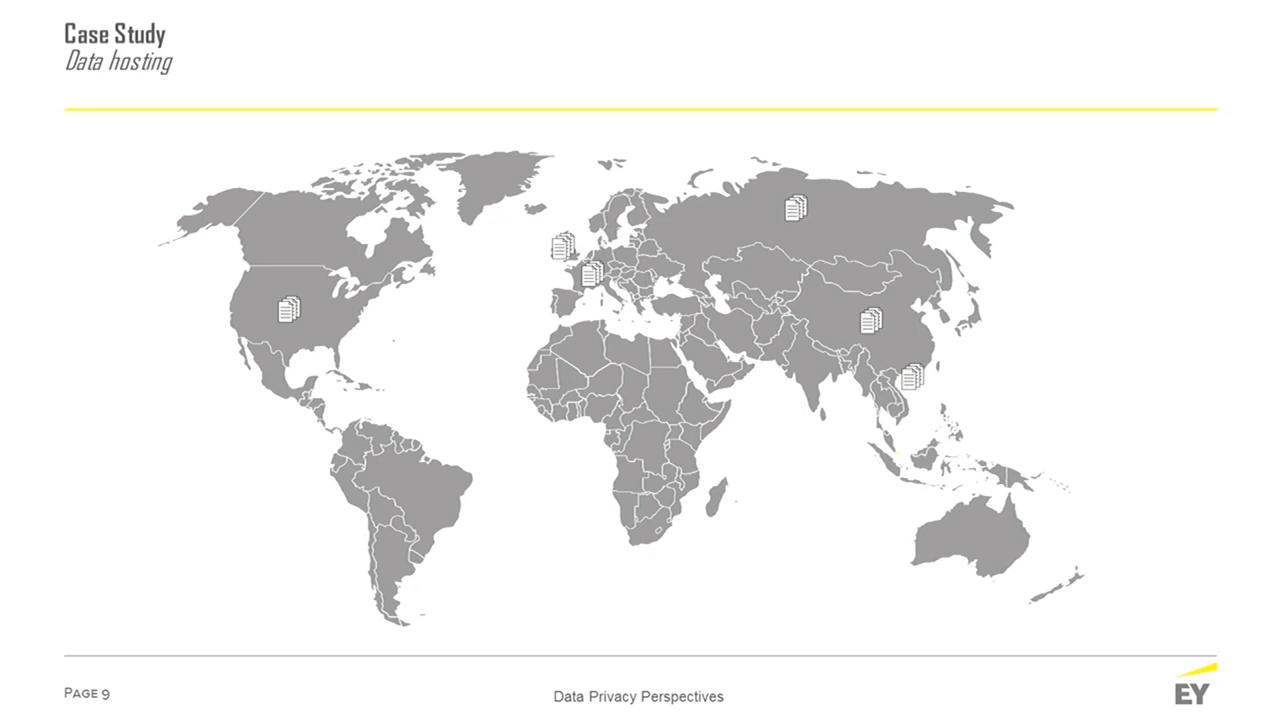 Case Study
Data hosting
PAGE 9
Data Privacy Perspectives
EY